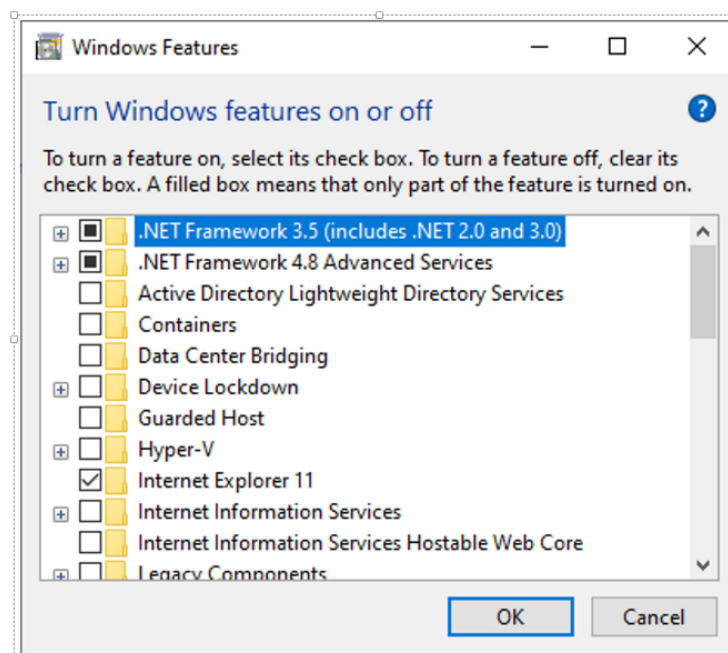 Windows Features
Turn Windows features on or off
To turn a feature on, select its check box. To turn a feature off, clear its
check box. A filled box means that only part of the feature is turned on.
.NET Framework 3.5 (includes .NET 2.0 and 3.0)
.NET Framework 4.8 Advanced Services
Active Directory Lightweight Directory Services
Containers
Data Center Bridging
Device Lockdown
Guarded Host
Hyper-V
Internet Explorer 11
Internet Information Services
Internet Information Services Hostable Web Core
Legacy Components
OK Cancel